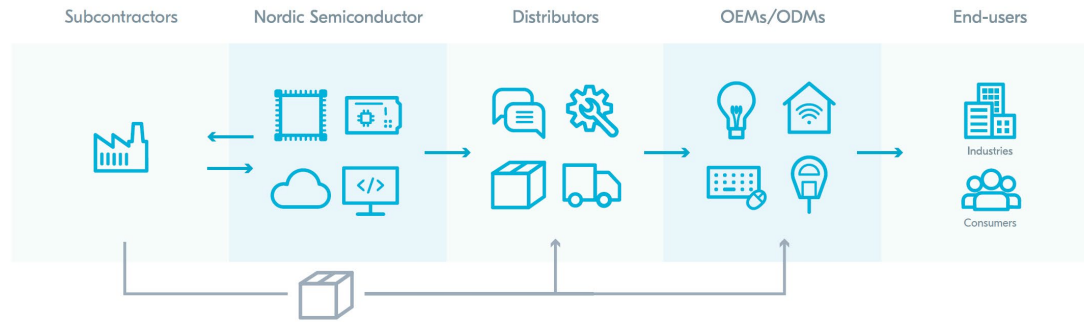 Subcontractors
Nordic Semiconductor
Distributors
OEMs/ODMs
End-users
</>
Industries
Consumers